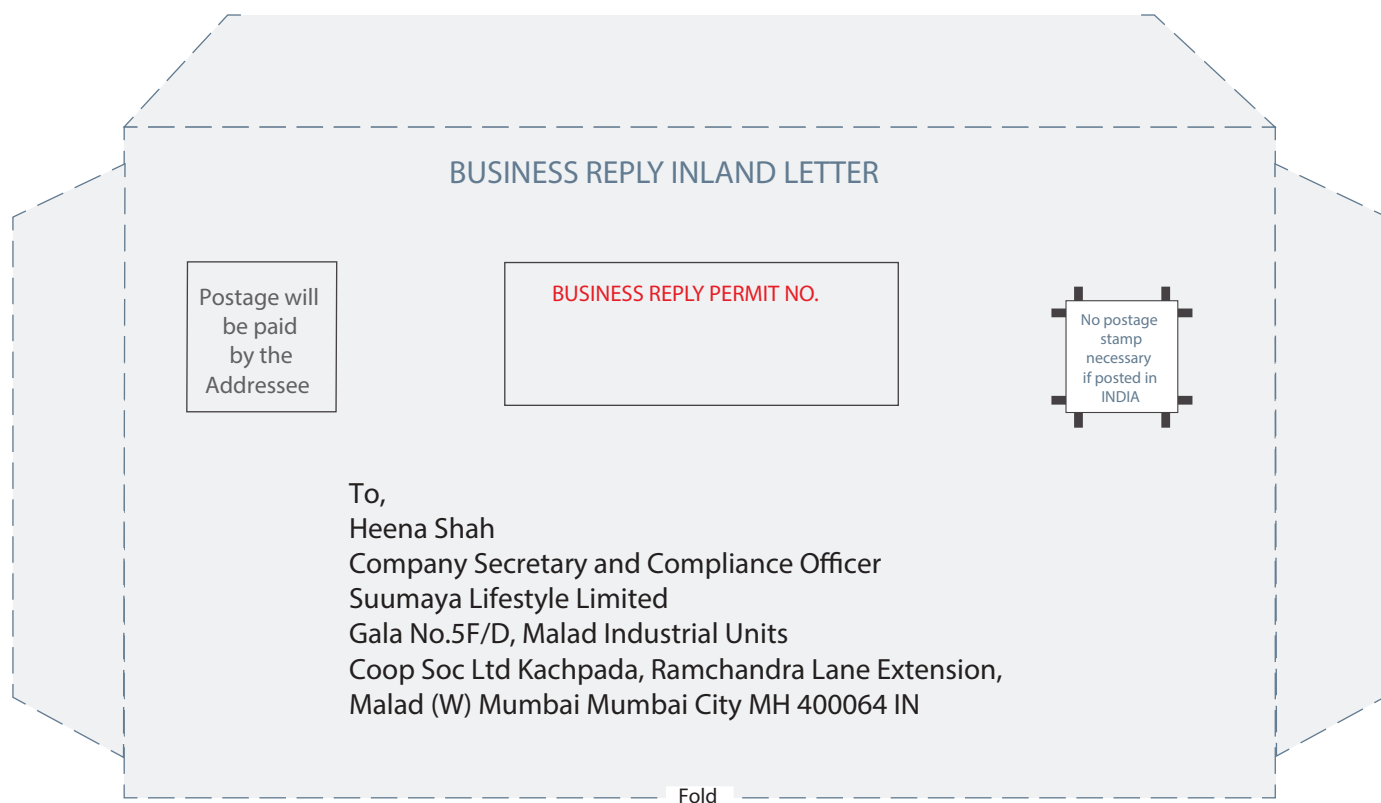 BUSINESS REPLY INLAND LETTER
Postage will
be paid
by the
Addressee
BUSINESS REPLY PERMIT NO.
No postage
stamp
necessary
if posted in
INDIA
To,
Heena Shah
Company Secretary and Compliance Officer
Suumaya Lifestyle Limited
Gala No.5F/D, Malad Industrial Units
Coop Soc Ltd Kachpada, Ramchandra Lane Extension,
Malad (W) Mumbai Mumbai City MH 400064 IN
Fold